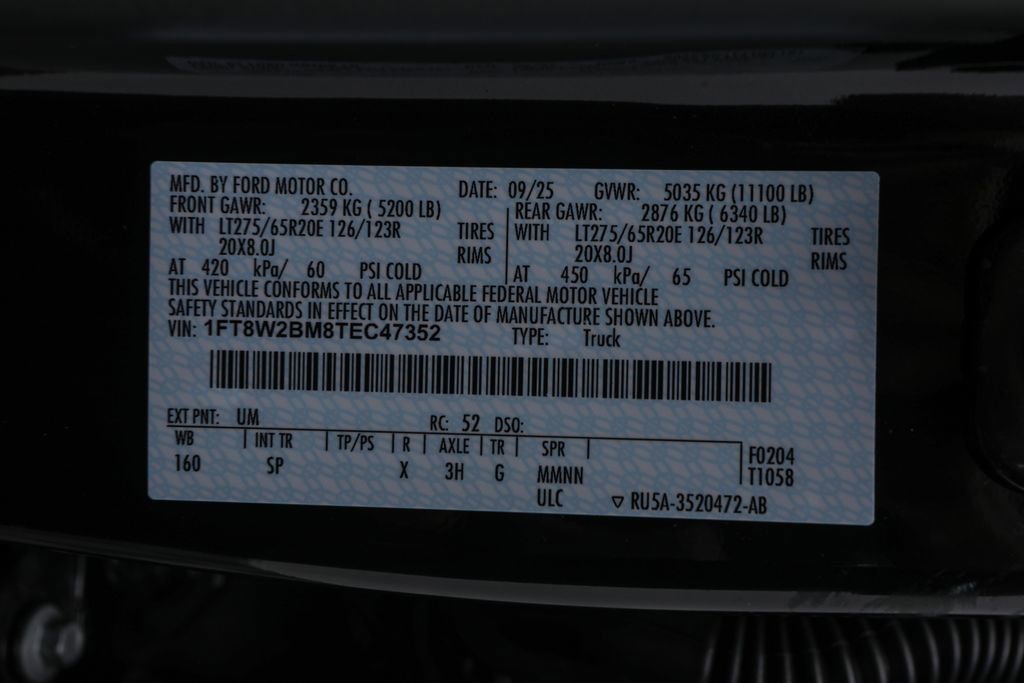 MFD. BY FORD MOTOR CO. DATE: 09/25 GVWR: 5035 KG (11100 LB)
FRONT GAWR: 2359 KG ( 5200 LB) REAR GAWR: 2876 KG ( 6340 LB)
WITH LT275/65R20E 126/123R TIRES WITH LT275/65R20E 126/123R TIRES
20X8.0J RIMS 20X8.0J RIMS
AT 420 kPa/ 60 PSI COLD AT 450 kPa/ 65 PSI COLD
THIS VEHICLE CONFORMS TO ALL APPLICABLE FEDERAL MOTOR VEHICLE
SAFETY STANDARDS IN EFFECT ON THE DATE OF MANUFACTURE SHOWN ABOVE.
VIN: 1FT8W2BM8TEC47352 TYPE: Truck
EXT PNT: UM RC: 52 DSO:
WB INT TR TP/PS R AXLE TR SPR F0204
160 SP X 3H G MMNN T1058
ULC ▽ RU5A-3520472-AB